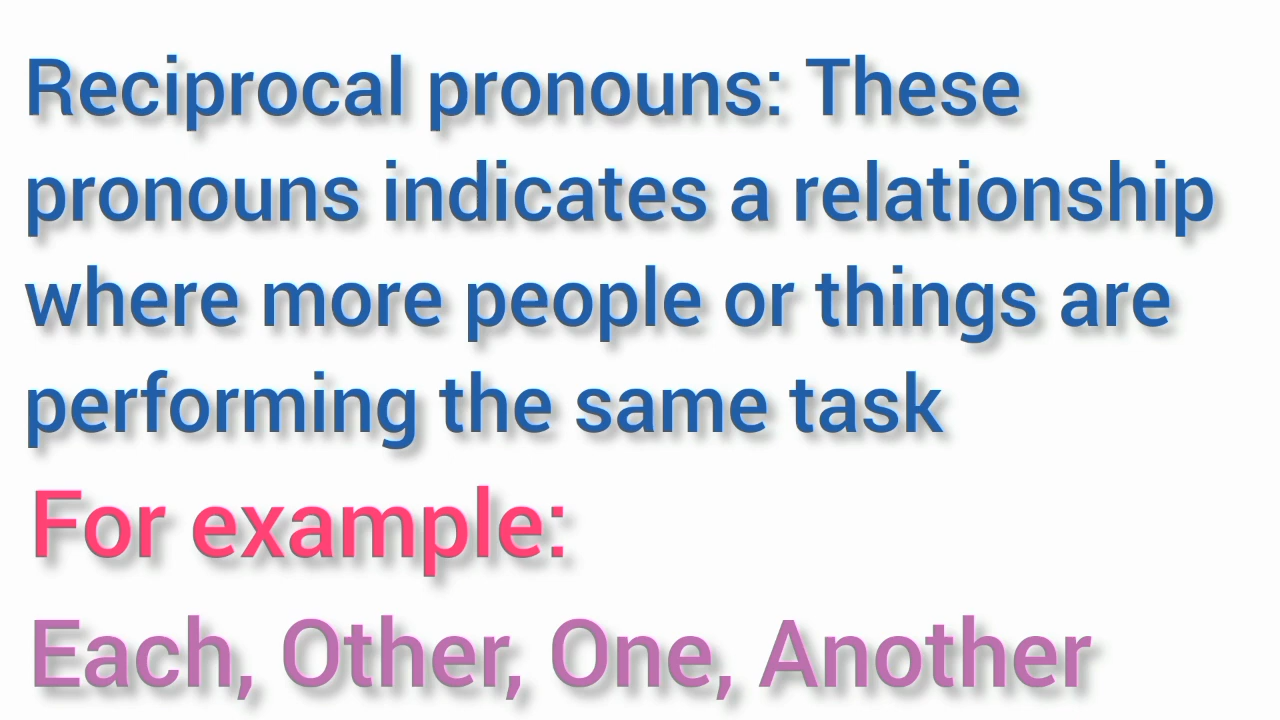 Reciprocal pronouns: These
pronouns indicates a relationship
where more people or things are
performing the same task
For example:
Each, Other, One, Another